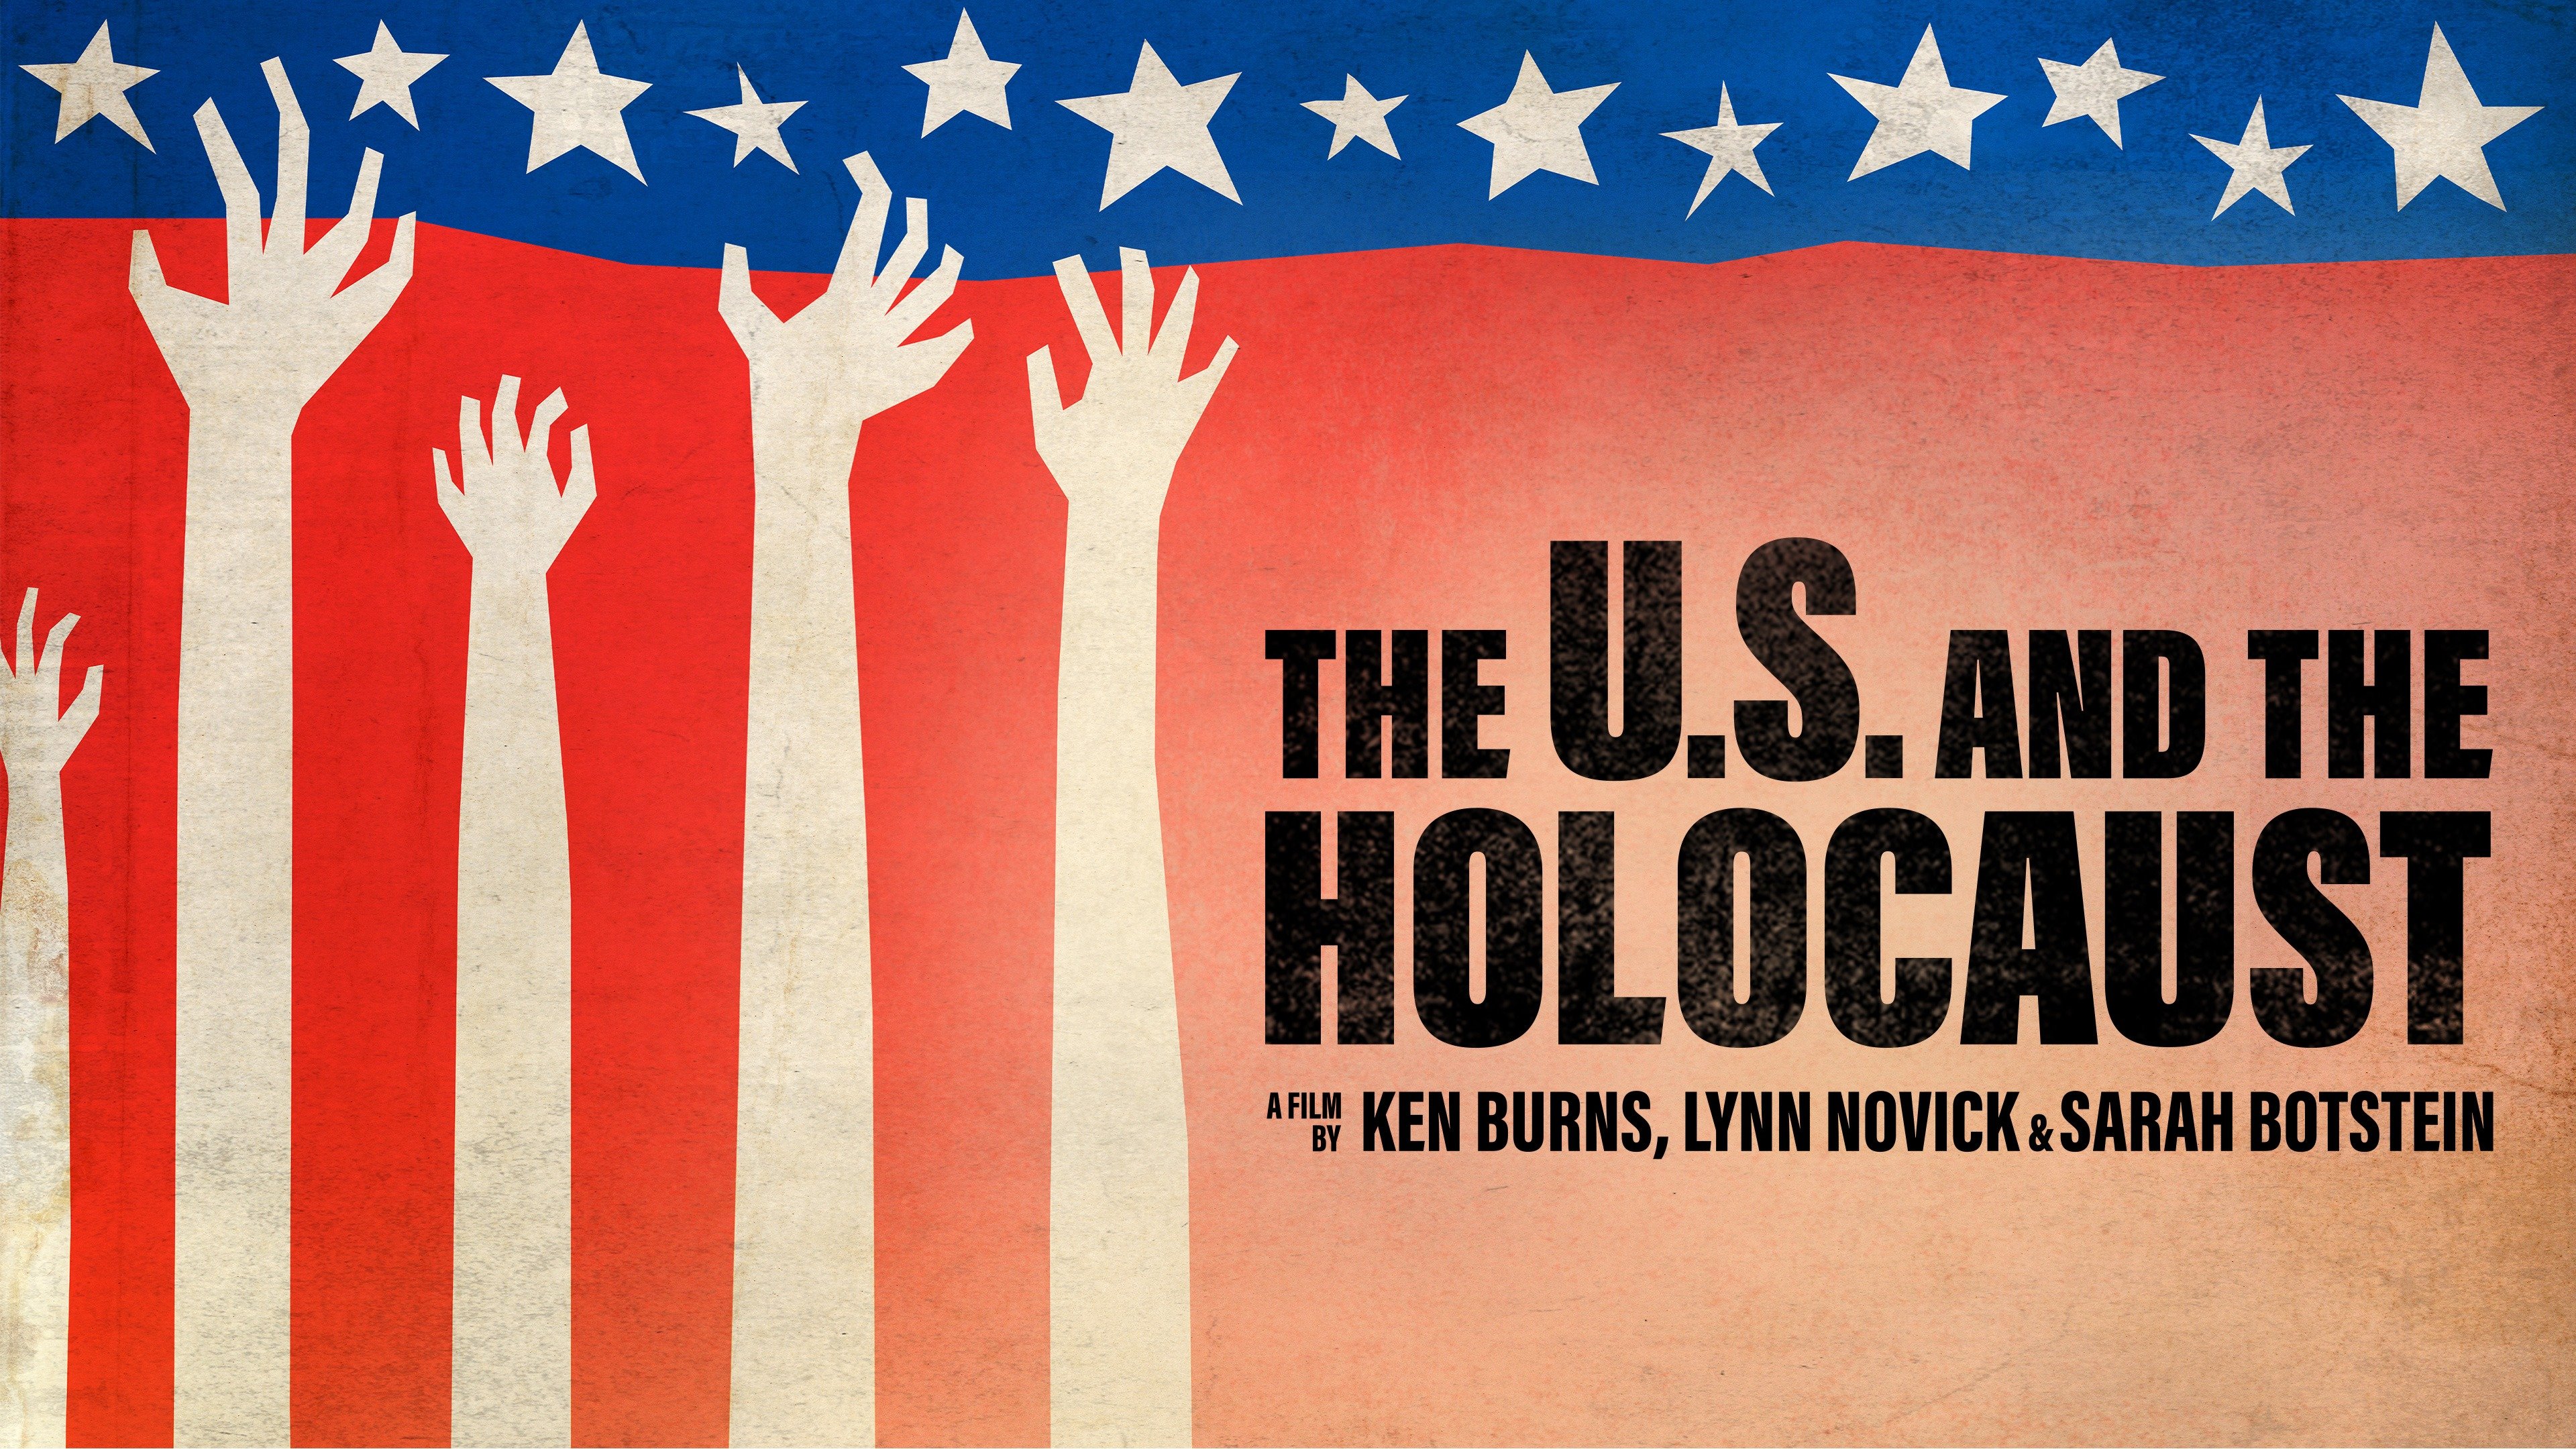 THE U.S. AND THE
HOLOCAUST
A FILM BY KEN BURNS, LYNN NOVICK & SARAH BOTSTEIN